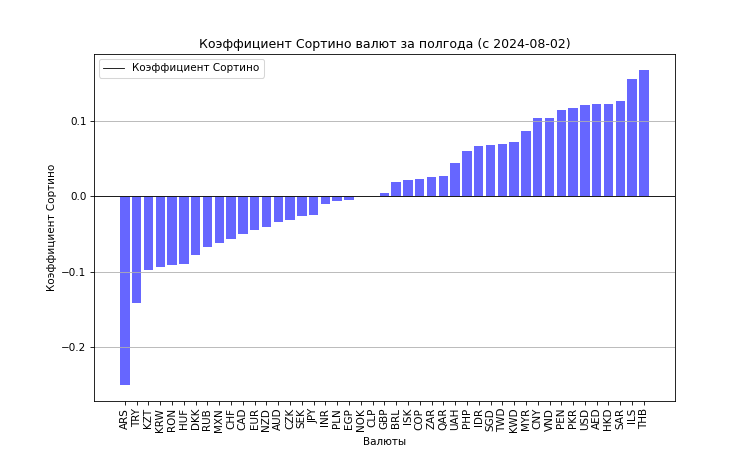 Коэффициент Сортино валют за полгода (с 2024-08-02)
Коэффициент Сортино
Коэффициент Сортино
0.1
0.0
−0.1
−0.2
ARS TRY KZT KRW RON HUF DKK RUB MXN CHF CAD EUR NZD AUD CZK SEK JPY INR PLN EGP NOK CLP GBP BRL ISK COP ZAR QAR UAH PHP IDR SGD TWD KWD MYR CNY VND PEN PKR USD AED HKD SAR ILS THB
Валюты